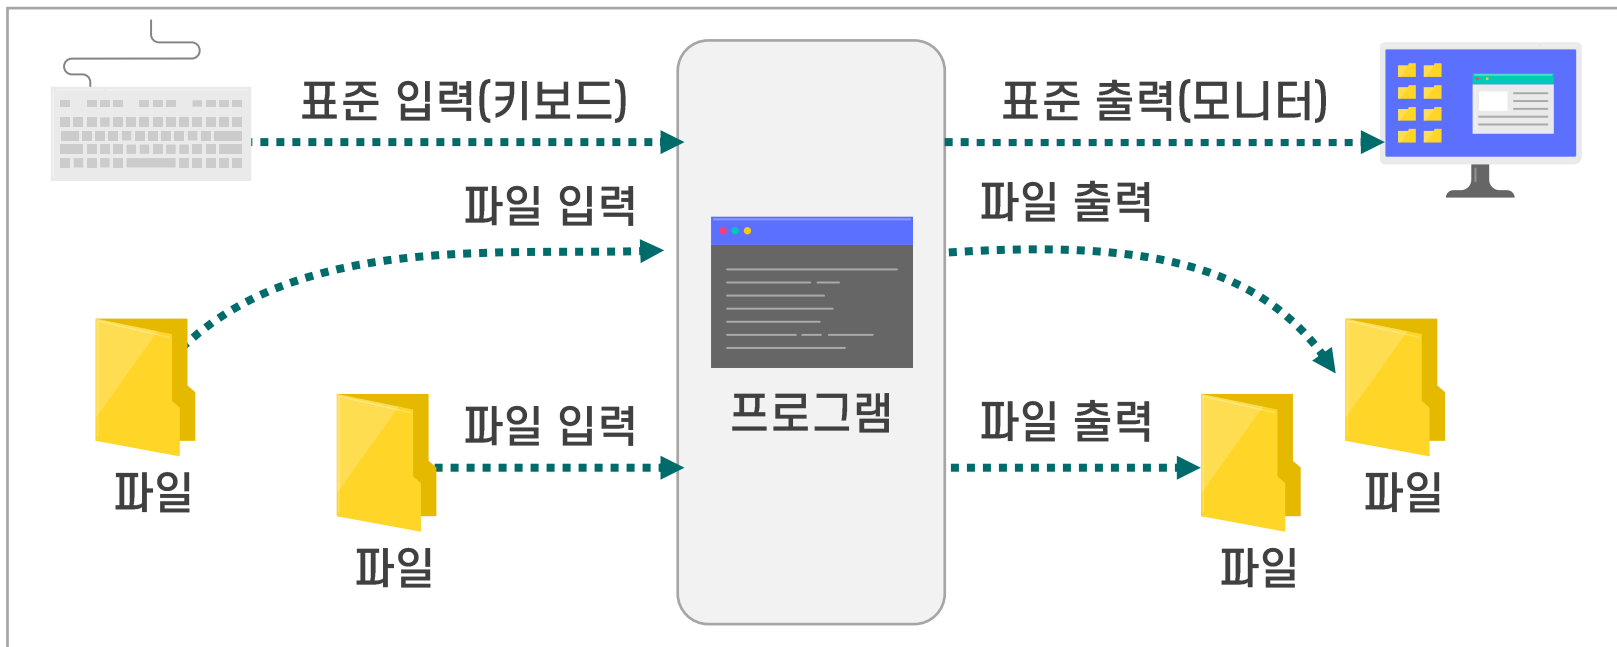 표준 입력(키보드)
표준 출력(모니터)
파일 입력
파일 출력
프로그램
파일 입력
파일 출력
파일
파일
파일
파일